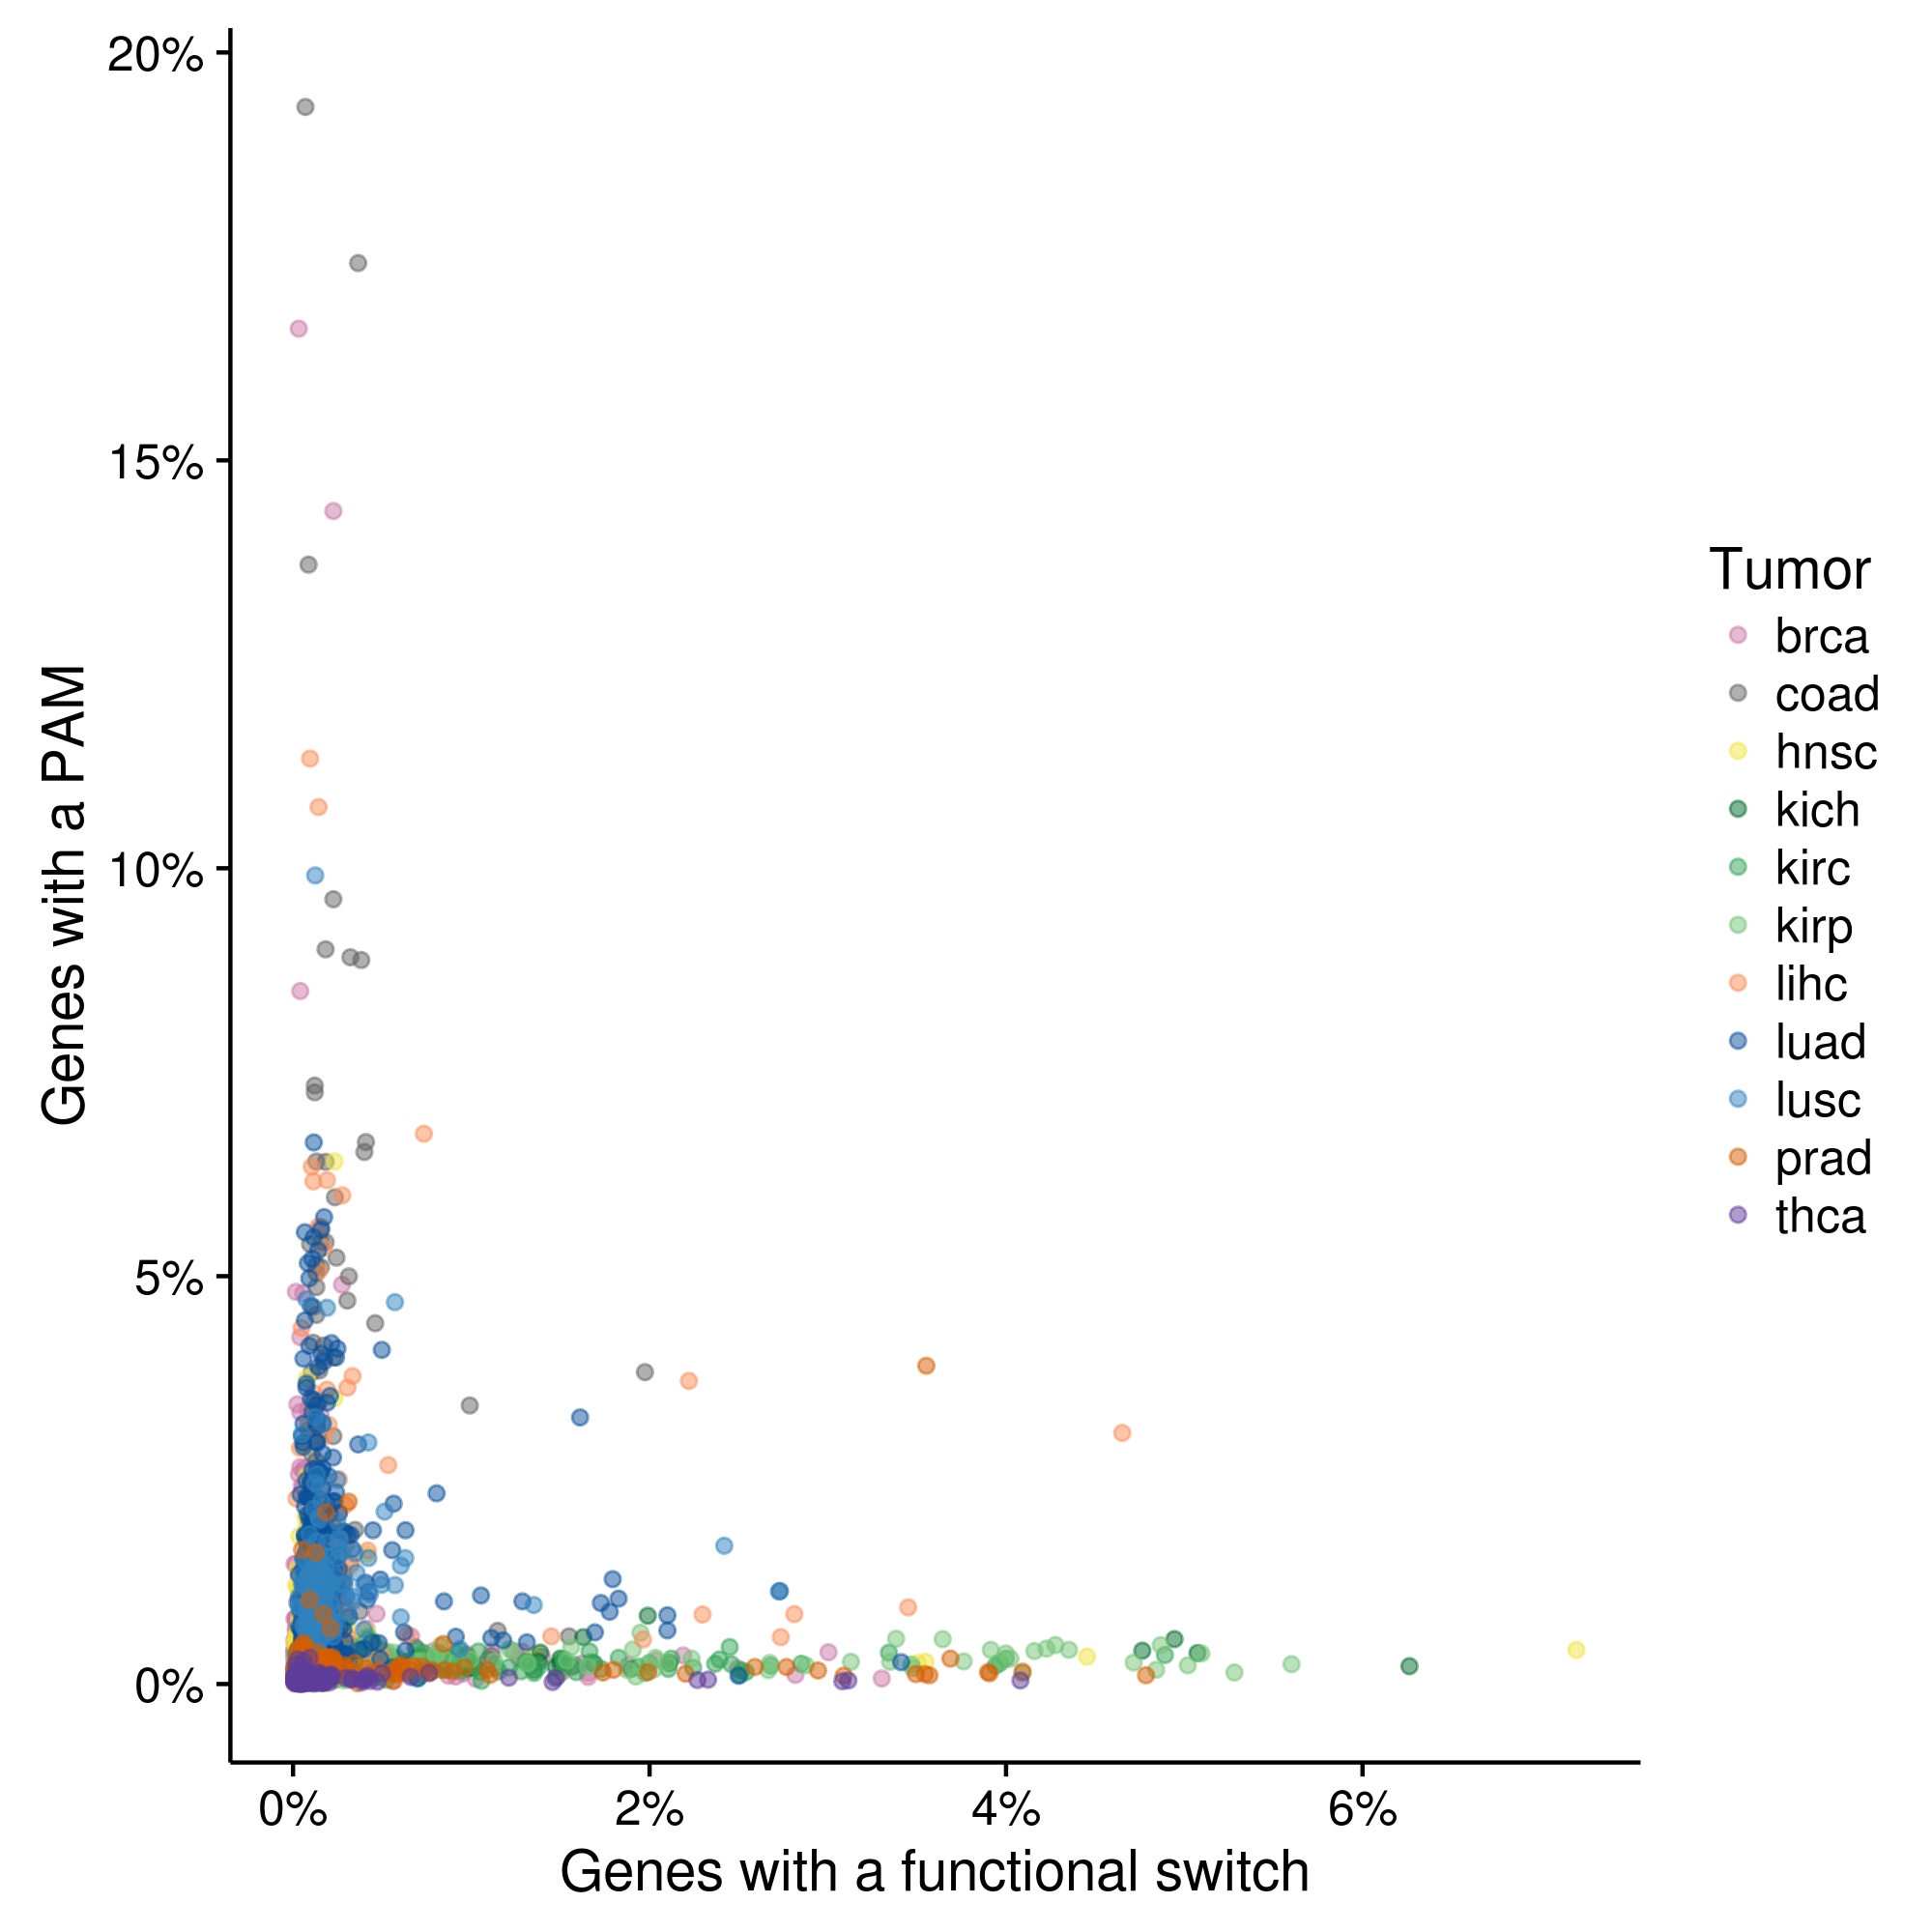 20%
15%
10%
5%
0%
Genes with a PAM
0%
2%
4%
6%
Genes with a functional switch
Tumor
brca
coad
hnsc
kich
kirc
kirp
lihc
luad
lusc
prad
thca